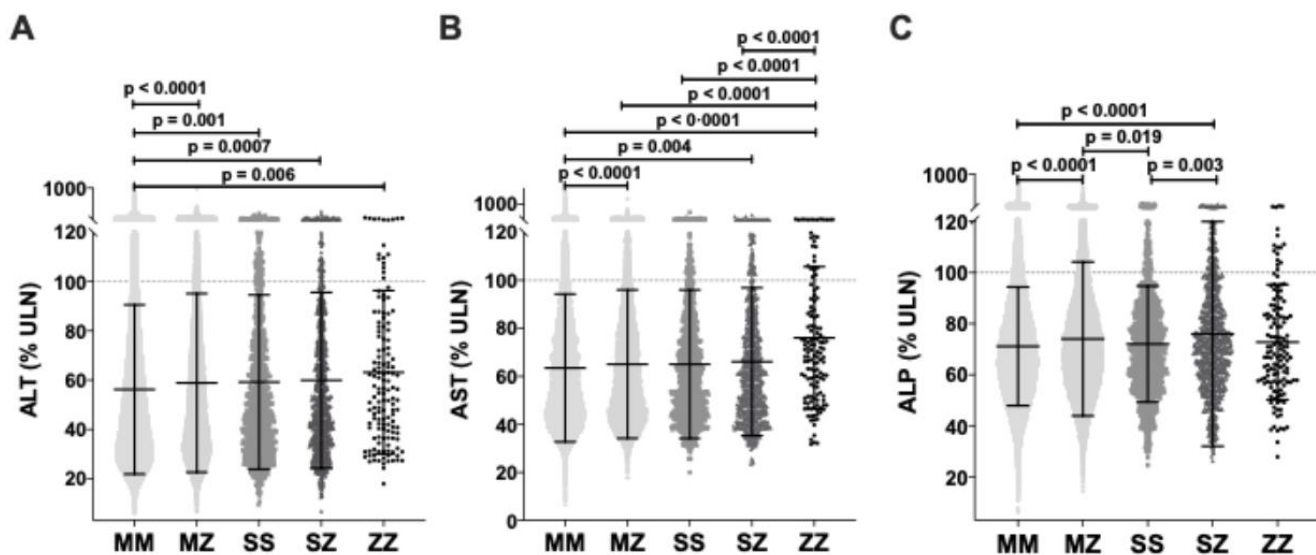 A
p < 0.0001
p = 0.001
p = 0.0007
p = 0.006
1000
120
100
80
60
40
20
ALT (% ULN)
MM MZ SS SZ ZZ
B
p < 0.0001
p < 0.0001
p < 0.0001
p < 0·0001
p = 0.004
p < 0.0001
1000
120
100
80
60
40
20
0
AST (% ULN)
MM MZ SS SZ ZZ
C
p < 0.0001
p = 0.019
p < 0.0001 p = 0.003
1000
120
100
80
60
40
20
ALP (% ULN)
MM MZ SS SZ ZZ